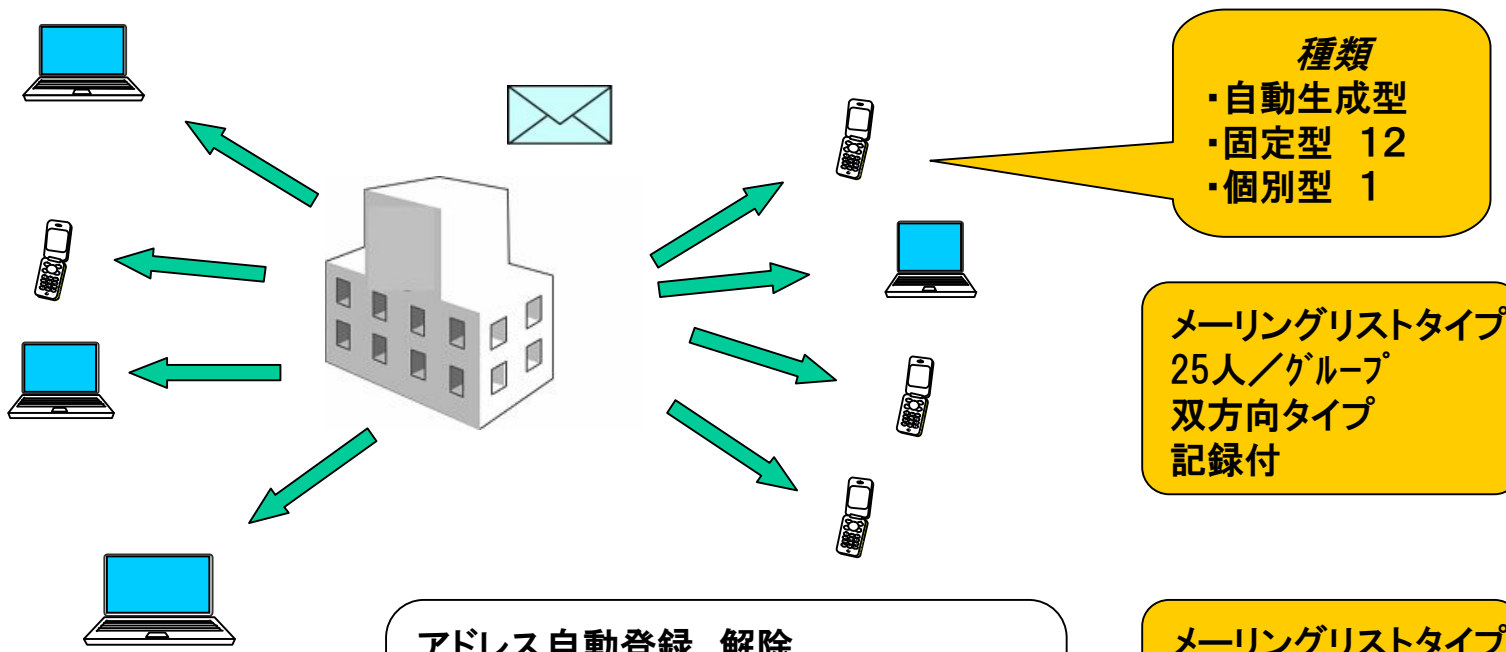 種類
・自動生成型
・固定型 12
・個別型 1
メーリングリストタイプ
25人／ｸﾞﾙｰﾌﾟ
双方向タイプ
記録付
アドレス自動登録 解除
メーリングリストタイプ